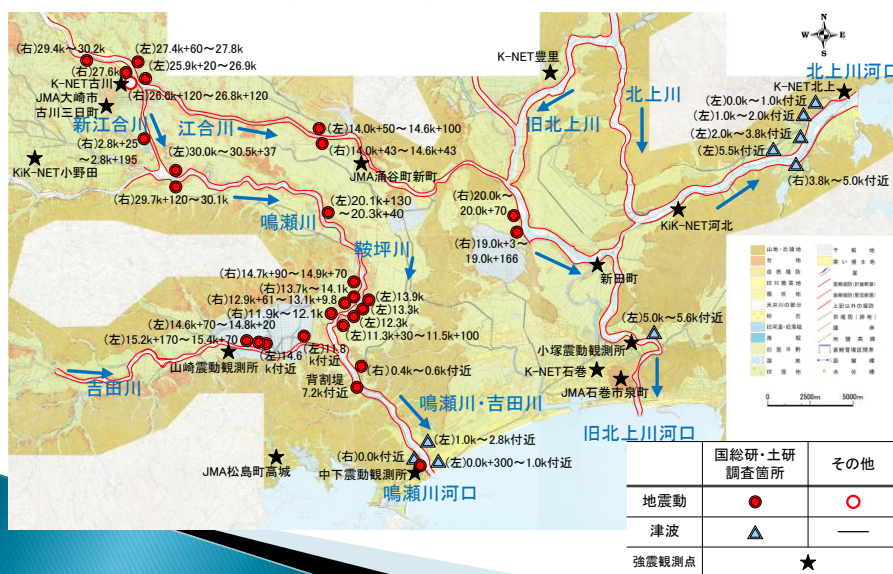 N
W E
S
(右)29.4k～30.2k
(左)27.4k+60～27.8k
(左)25.9k+20～26.9k
(右)27.6k
K-NET古川
JMA大崎市
古川三日町
(右)26.6k+120～26.8k+120
K-NET豊里
K-NET北上
北上川河口
北上川
旧北上川
新江合川
江合川
(左)14.0k+50～14.6k+100
(右)14.0k+43～14.6k+43
(左)0.0k～1.0k付近
(左)1.0k～2.0k付近
(左)2.0k～3.8k付近
(左)5.5k付近
(右)3.8k～5.0k付近
(右)2.8k+25
～2.8k+195
KiK-NET小野田
(左)30.0k～30.5k+37
(右)29.7k+120～30.1k
JMA涌谷町新町
(右)20.0k～
20.0k+70
KiK-NET河北
(左)20.1k+130
～20.3k+40
鳴瀬川
鞍坪川
(右)19.0k+3～
19.0k+166
新田町
(右)14.7k+90～14.9k+70
(右)13.7k～14.1k
(右)12.9k+61～13.1k+9.8
(右)11.9k～12.1k
(左)13.9k
(左)13.3k
(左)12.3k
(左)11.3k+30～11.5k+100
(左)14.6k+70～14.8k+20
(左)15.2k+170～15.4k+70
(左)14.6
k付近
(左)11.8
k付近
山崎震動観測所
吉田川
背割堤
7.2k付近
(右)0.4k～0.6k付近
(左)5.0k～5.6k付近
小塚震動観測所
K-NET石巻
JMA石巻市泉町
旧北上川河口
鳴瀬川・吉田川
(左)1.0k～2.8k付近
(右)0.0k付近
(左)0.0k+300～1.0k付近
JMA松島町高城
中下震動観測所
鳴瀬川河口
0 2500m 5000m
国総研・土研
調査箇所
その他
地震動
津波
強震観測点